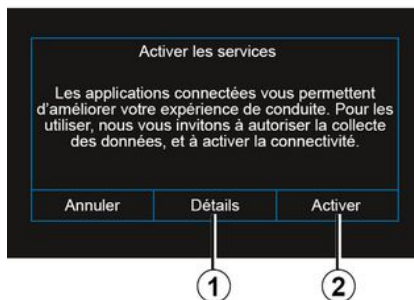 Activer les services
Les applications connectées vous permettent
d'améliorer votre expérience de conduite. Pour les
utiliser, nous vous invitons à autoriser la collecte
des données, et à activer la connectivité.
Annuler Détails Activer
1 2